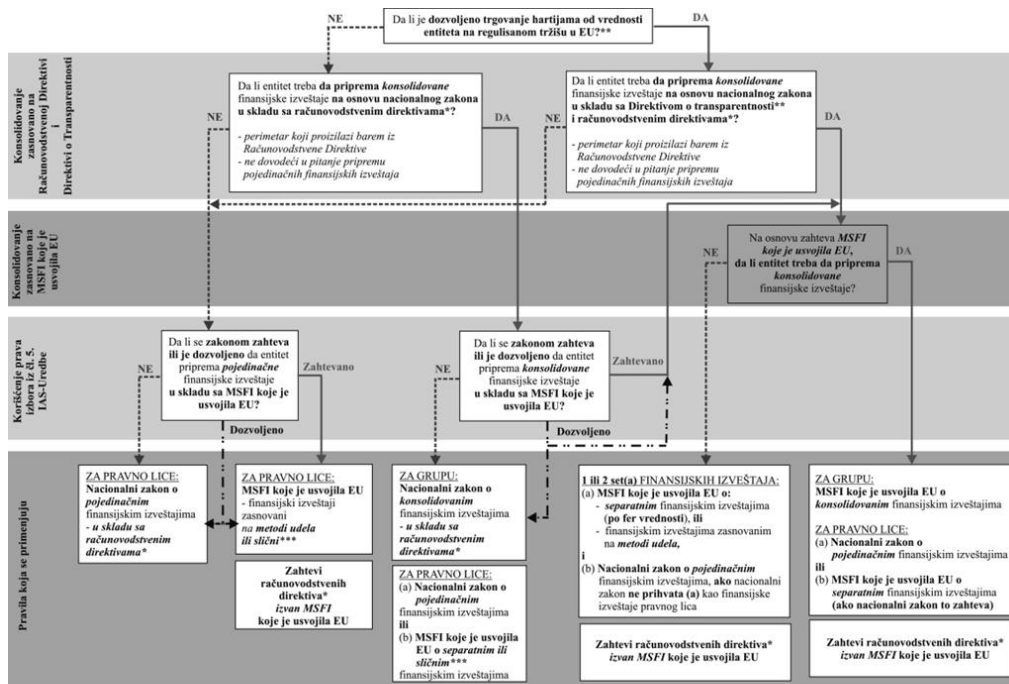 NE
Da li je dozvoljeno trgovanje hartijama od vrednosti
entiteta na regulisanom tržišu u EU?**
DA
Konsolidovanje
zasnovano na
Računovodstvenoj Direktivi
i
Direktivi o Transparentnosti
Da li entitet treba da priprema konsolidovane
finansijske izveštaje na osnovu nacionalnog zakona
u skladu sa računovodstvenim direktivama*?
- perimetar koji proizilazi barem iz
Računovodstvene Direktive
- ne dovodeći u pitanje pripremu
pojedinačnih finansijskih izveštaja
NE
DA
Da li entitet treba da priprema konsolidovane
finansijske izveštaje na osnovu nacionalnog zakona
u skladu sa Direktivom o transparentnosti**
i računovodstvenim direktivama*?
- perimetar koji proizilazi barem iz
Računovodstvene Direktive
- ne dovodeći u pitanje pripremu
pojedinačnih finansijskih izveštaja
NE
DA
Konsolidovanje
zasnovano na
MSFI koje je
usvojila EU
NE
Na osnovu zahteva MSFI
koje je usvojila EU,
da li entitet treba da priprema
konsolidovane
finansijske izveštaje?
DA
Korišćenje prava
izbora iz čl. 5.
IAS-Uredbe
NE
Da li se zakonom zahteva
ili je dozvoljeno da entitet
priprema pojedinačne
finansijske izveštaje
u skladu sa MSFI koje je
usvojila EU?
Zahtevano
Dozvoljeno
NE
Da li se zakonom zahteva
ili je dozvoljeno da entitet
priprema konsolidovane
finansijske izveštaje
u skladu sa MSFI koje je
usvojila EU?
Zahtevano
Dozvoljeno
Pravila koja se primenjuju
ZA PRAVNO LICE:
Nacionalni zakon o
pojedinačnim
finansijskim izveštajima
- u skladu sa
računovodstvenim
direktivama*
ZA PRAVNO LICE:
MSFI koje je usvojila EU
- finansijski izveštaji
zasnovani
na metodi udela
ili slični***
Zahtevi
računovodstvenih
direktiva*
izvan MSFI
koje je usvojila EU
ZA GRUPU:
Nacionalni zakon o
konsolidovanim
finansijskim izveštajima
- u skladu sa
računovodstvenim
direktivama*
ZA PRAVNO LICE:
(a) Nacionalni zakon o
pojedinačnim
finansijskim izveštajima
ili
(b) MSFI koje je usvojila
EU o separatnim ili
sličnim***
finansijskim izveštajima
1 ili 2 set(a) FINANSIJSKIH IZVEŠTAJA:
(a) MSFI koje je usvojila EU o:
- separatnim finansijskim izveštajima
(po fer vrednosti), ili
- finansijskim izveštajima zasnovanim
na metodi udela,
i
(b) Nacionalni zakon o pojedinačnim
finansijskim izveštajima, ako nacionalni
zakon ne prihvata (a) kao finansijske
izveštaje pravnog lica
Zahtevi računovodstvenih direktiva*
izvan MSFI koje je usvojila EU
ZA GRUPU:
MSFI koje je usvojila EU o
konsolidovanim finansijskim izveštajima
ZA PRAVNO LICE:
(a) Nacionalni zakon o
pojedinačnim finansijskim izveštajima
ili
(b) MSFI koje je usvojila EU o
separatnim finansijskim izveštajima
(ako nacionalni zakon to zahteva)
Zahtevi računovodstvenih direktiva*
izvan MSFI koje je usvojila EU